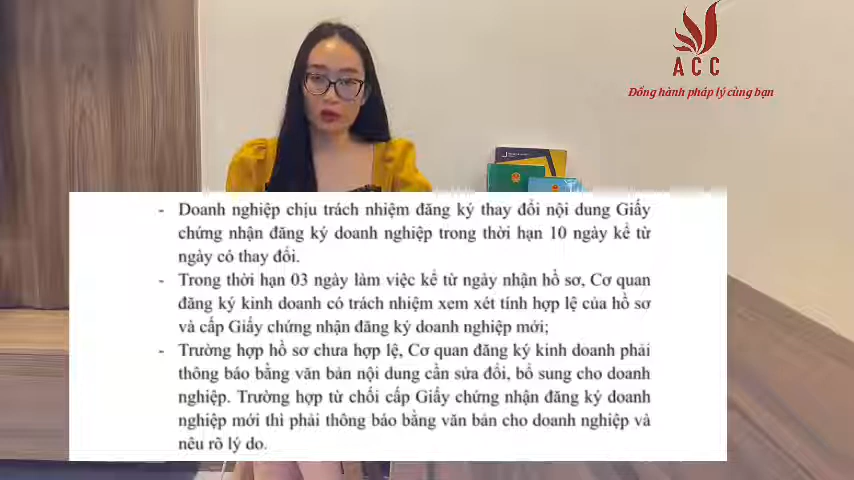 ACC
Đồng hành pháp lý cùng bạn
- Doanh nghiệp chịu trách nhiệm đăng ký thay đổi nội dung Giấy
chứng nhận đăng ký doanh nghiệp trong thời hạn 10 ngày kể từ
ngày có thay đổi.
- Trong thời hạn 03 ngày làm việc kể từ ngày nhận hồ sơ, Cơ quan
đăng ký kinh doanh có trách nhiệm xem xét tính hợp lệ của hồ sơ
và cấp Giấy chứng nhận đăng ký doanh nghiệp mới;
- Trường hợp hồ sơ chưa hợp lệ, Cơ quan đăng ký kinh doanh phải
thông báo bằng văn bản nội dung cần sửa đổi, bổ sung cho doanh
nghiệp. Trường hợp từ chối cấp Giấy chứng nhận đăng ký doanh
nghiệp mới thì phải thông báo bằng văn bản cho doanh nghiệp và
nêu rõ lý do.